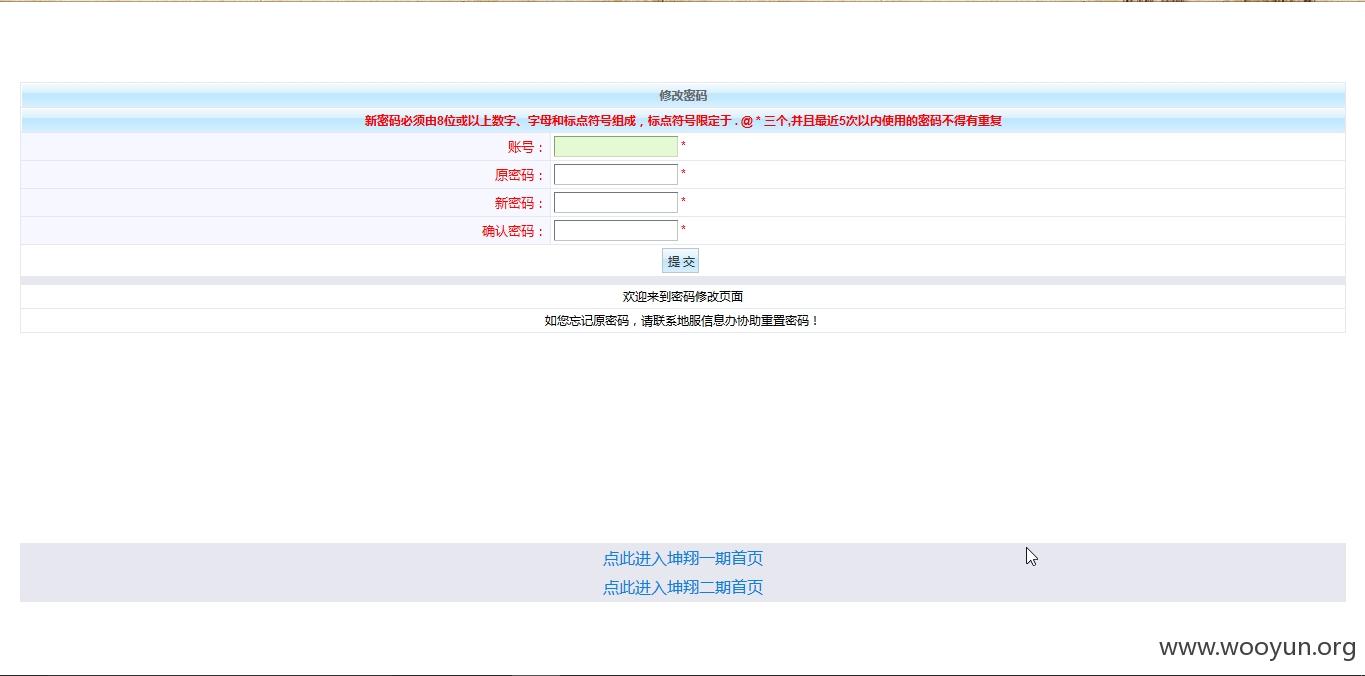 修改密码
新密码必须由8位或以上数字、字母和标点符号组成，标点符号限定于 . @ * 三个,并且最近5次以内使用的密码不得有重复
账号： *
原密码： *
新密码： *
确认密码： *
提 交
欢迎来到密码修改页面
如您忘记原密码，请联系地服信息办协助重置密码！
点此进入坤翔一期首页
点此进入坤翔二期首页
www.wooyun.org